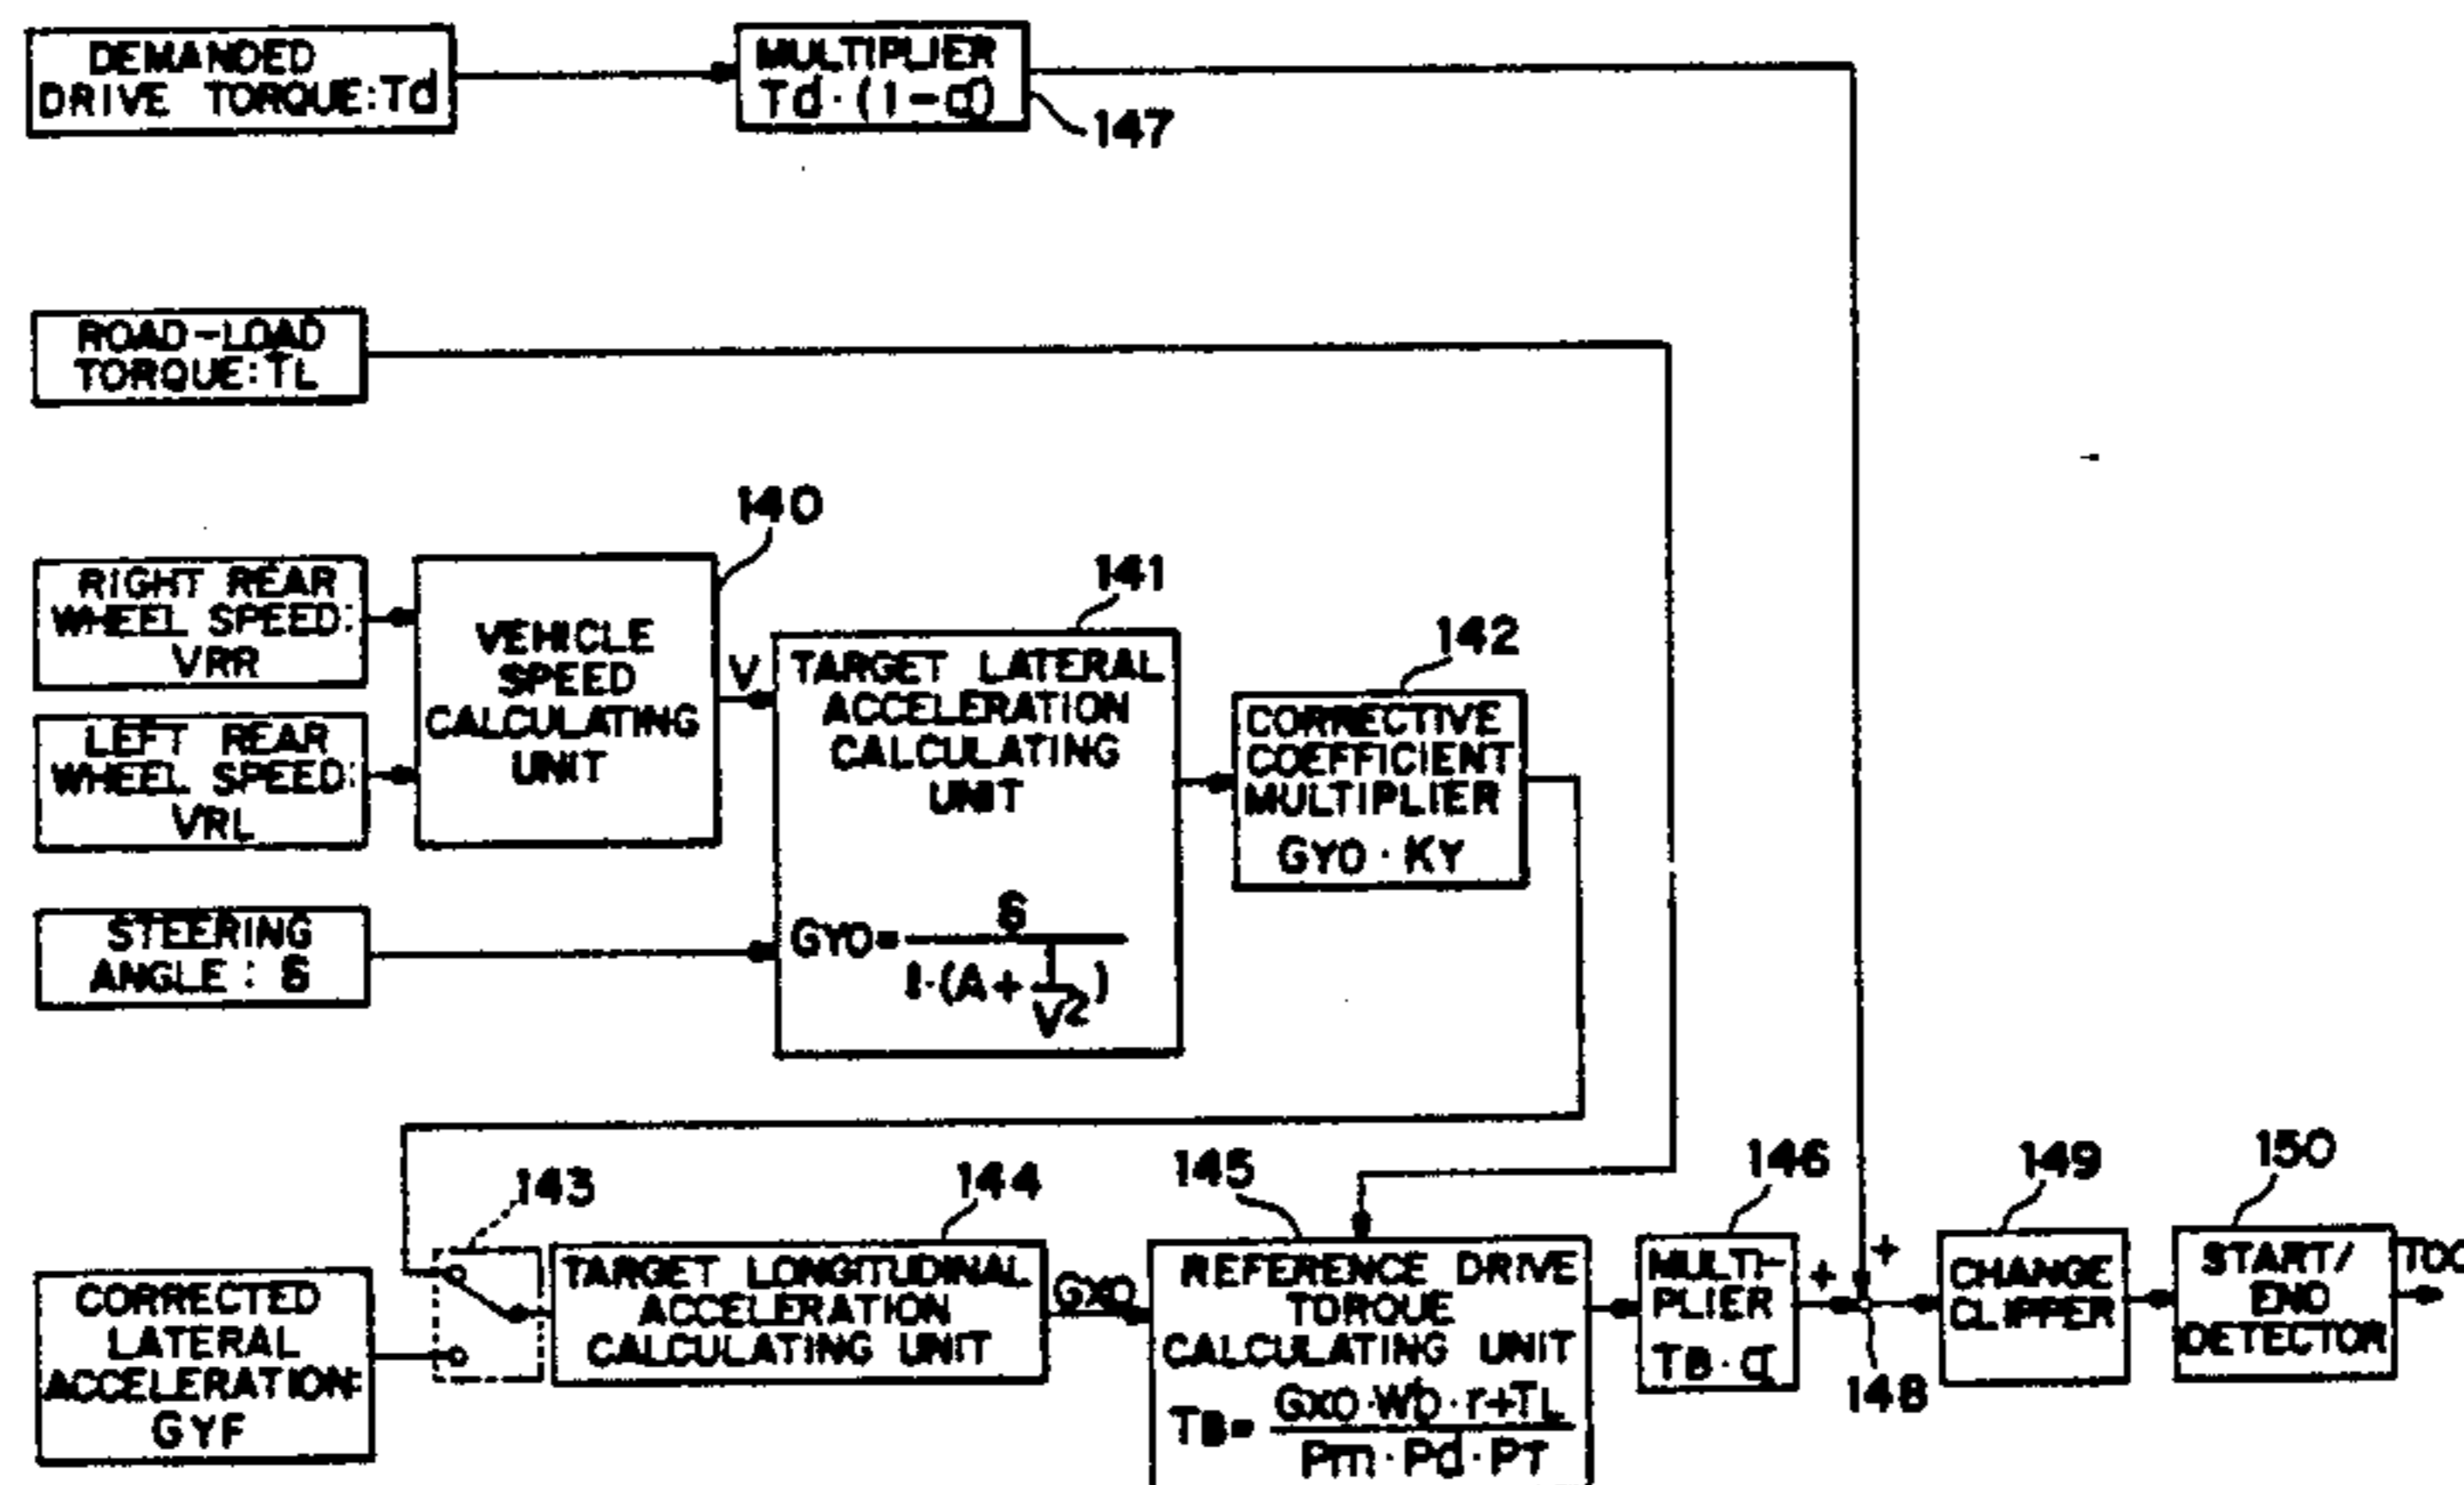 DEMANDED
DRIVE TORQUE:Td
MULTIPLIER
Td·(1-α)
147
ROAD-LOAD
TORQUE:TL
140
RIGHT REAR
WHEEL SPEED:
VRR
VEHICLE
SPEED
CALCULATING
UNIT
V
LEFT REAR
WHEEL SPEED:
VRL
141
TARGET LATERAL
ACCELERATION
CALCULATING
UNIT
GYO=
δ
l·(A+
1
V²
)
142
CORRECTIVE
COEFFICIENT
MULTIPLIER
GYO·KY
STEERING
ANGLE: δ
143
CORRECTED
LATERAL
ACCELERATION:
GYF
144
TARGET LONGITUDINAL
ACCELERATION
CALCULATING UNIT
GXO
145
REFERENCE DRIVE
TORQUE
CALCULATING UNIT
TB=
GXO·Wb·r+TL
Pm·Pd·PT
146
MULTI-
PLIER
TB·α
+
+
148
149
CHANGE
CLIPPER
150
START/
END
DETECTOR